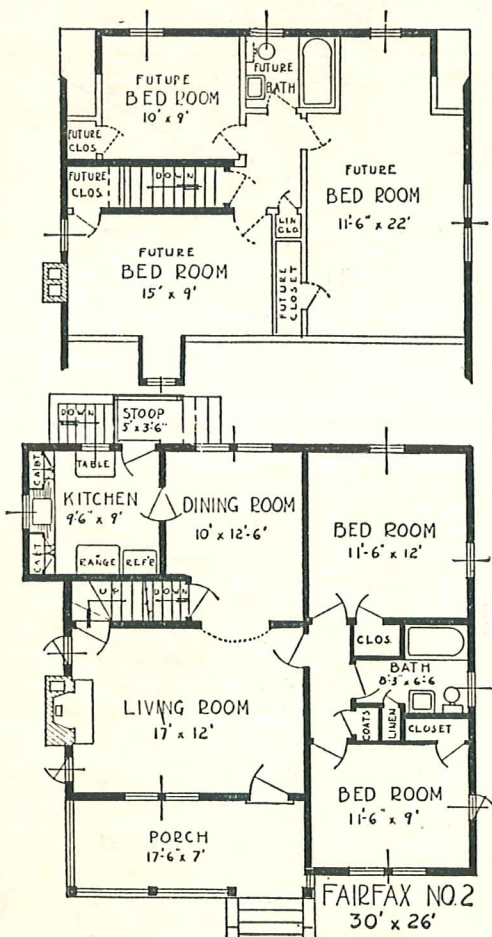 FUTURE
BED ROOM
10' x 9'
FUTURE
BATH
FUTURE
CLOS.
FUTURE
CLOS.
DOWN
FUTURE
BED ROOM
11'-6" x 22'
LIN
CLO
FUTURE
BED ROOM
15' x 9'
FUTURE
CLOSET
DOWN
STOOP
5' x 3'-6"
CAB'T
TABLE
KITCHEN
9'-6" x 9'
CAB'T
RANGE
REF'R
DINING ROOM
10' x 12'-6"
BED ROOM
11'-6" x 12'
UP
DOWN
CLOS.
BATH
8'-3" x 6'-6
LIVING ROOM
17' x 12'
COATS
LINEN
CLOSET
BED ROOM
11'-6" x 9'
PORCH
17'-6" x 7'
FAIRFAX NO. 2
30' x 26'